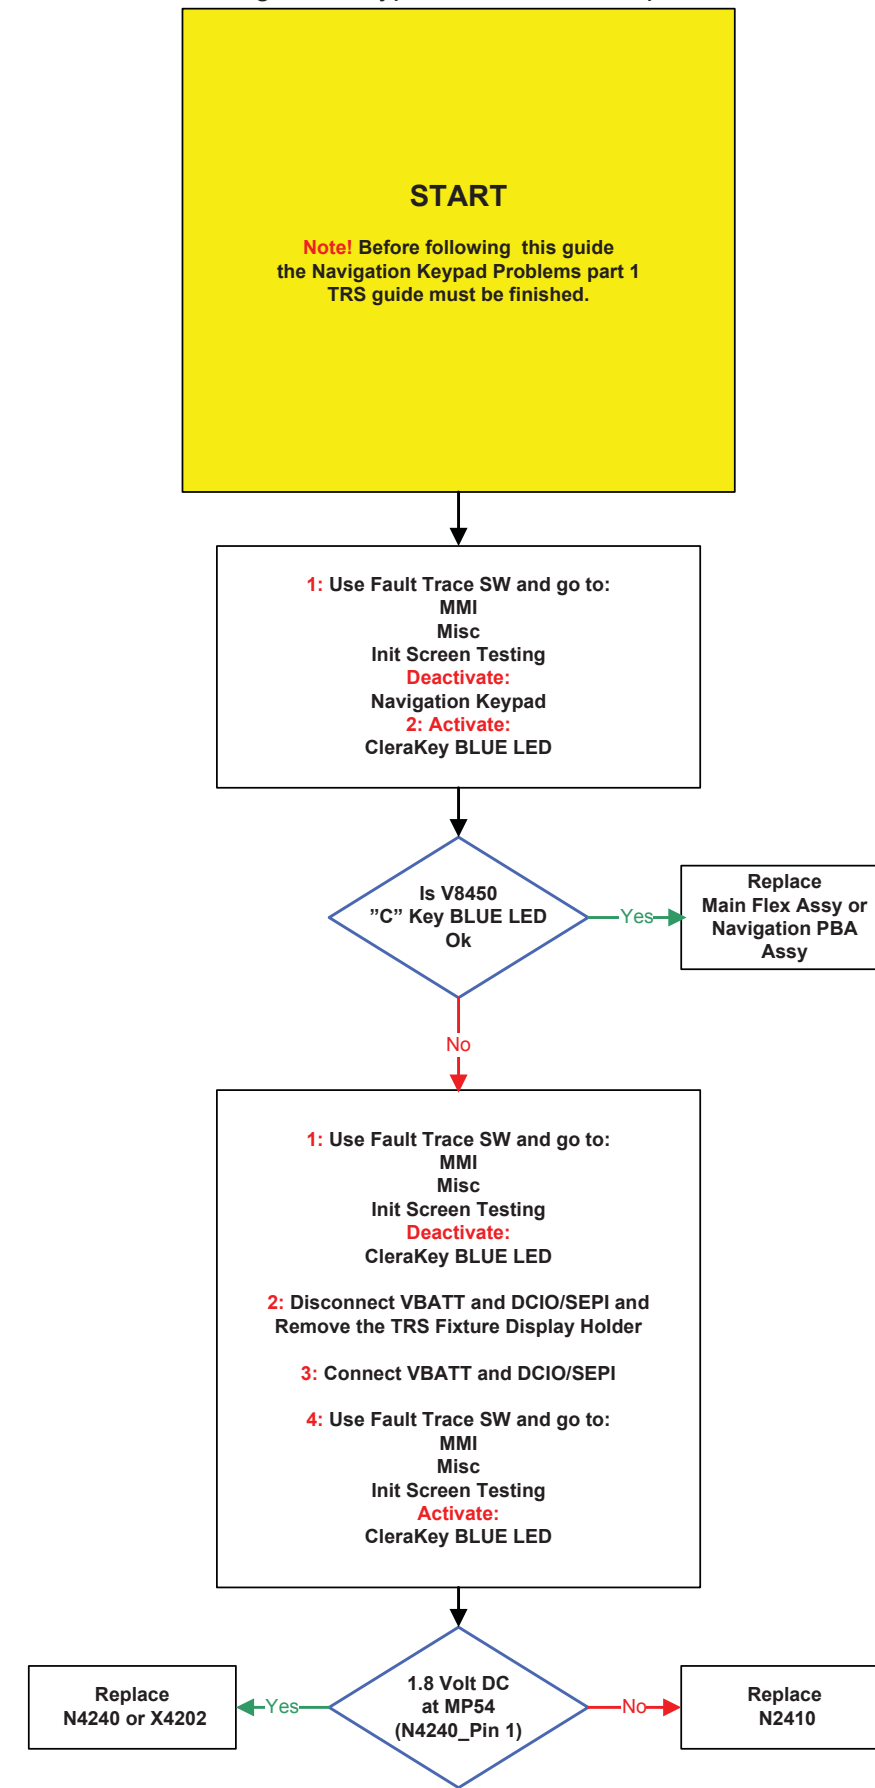 START
Note! Before following this guide
the Navigation Keypad Problems part 1
TRS guide must be finished.
1: Use Fault Trace SW and go to:
MMI
Misc
Init Screen Testing
Deactivate:
Navigation Keypad
2: Activate:
CleraKey BLUE LED
Is V8450
”C” Key BLUE LED
Ok
Yes
Replace
Main Flex Assy or
Navigation PBA
Assy
No
1: Use Fault Trace SW and go to:
MMI
Misc
Init Screen Testing
Deactivate:
CleraKey BLUE LED
2: Disconnect VBATT and DCIO/SEPI and
Remove the TRS Fixture Display Holder
3: Connect VBATT and DCIO/SEPI
4: Use Fault Trace SW and go to:
MMI
Misc
Init Screen Testing
Activate:
CleraKey BLUE LED
1.8 Volt DC
at MP54
(N4240_Pin 1)
Yes
Replace
N4240 or X4202
No
Replace
N2410